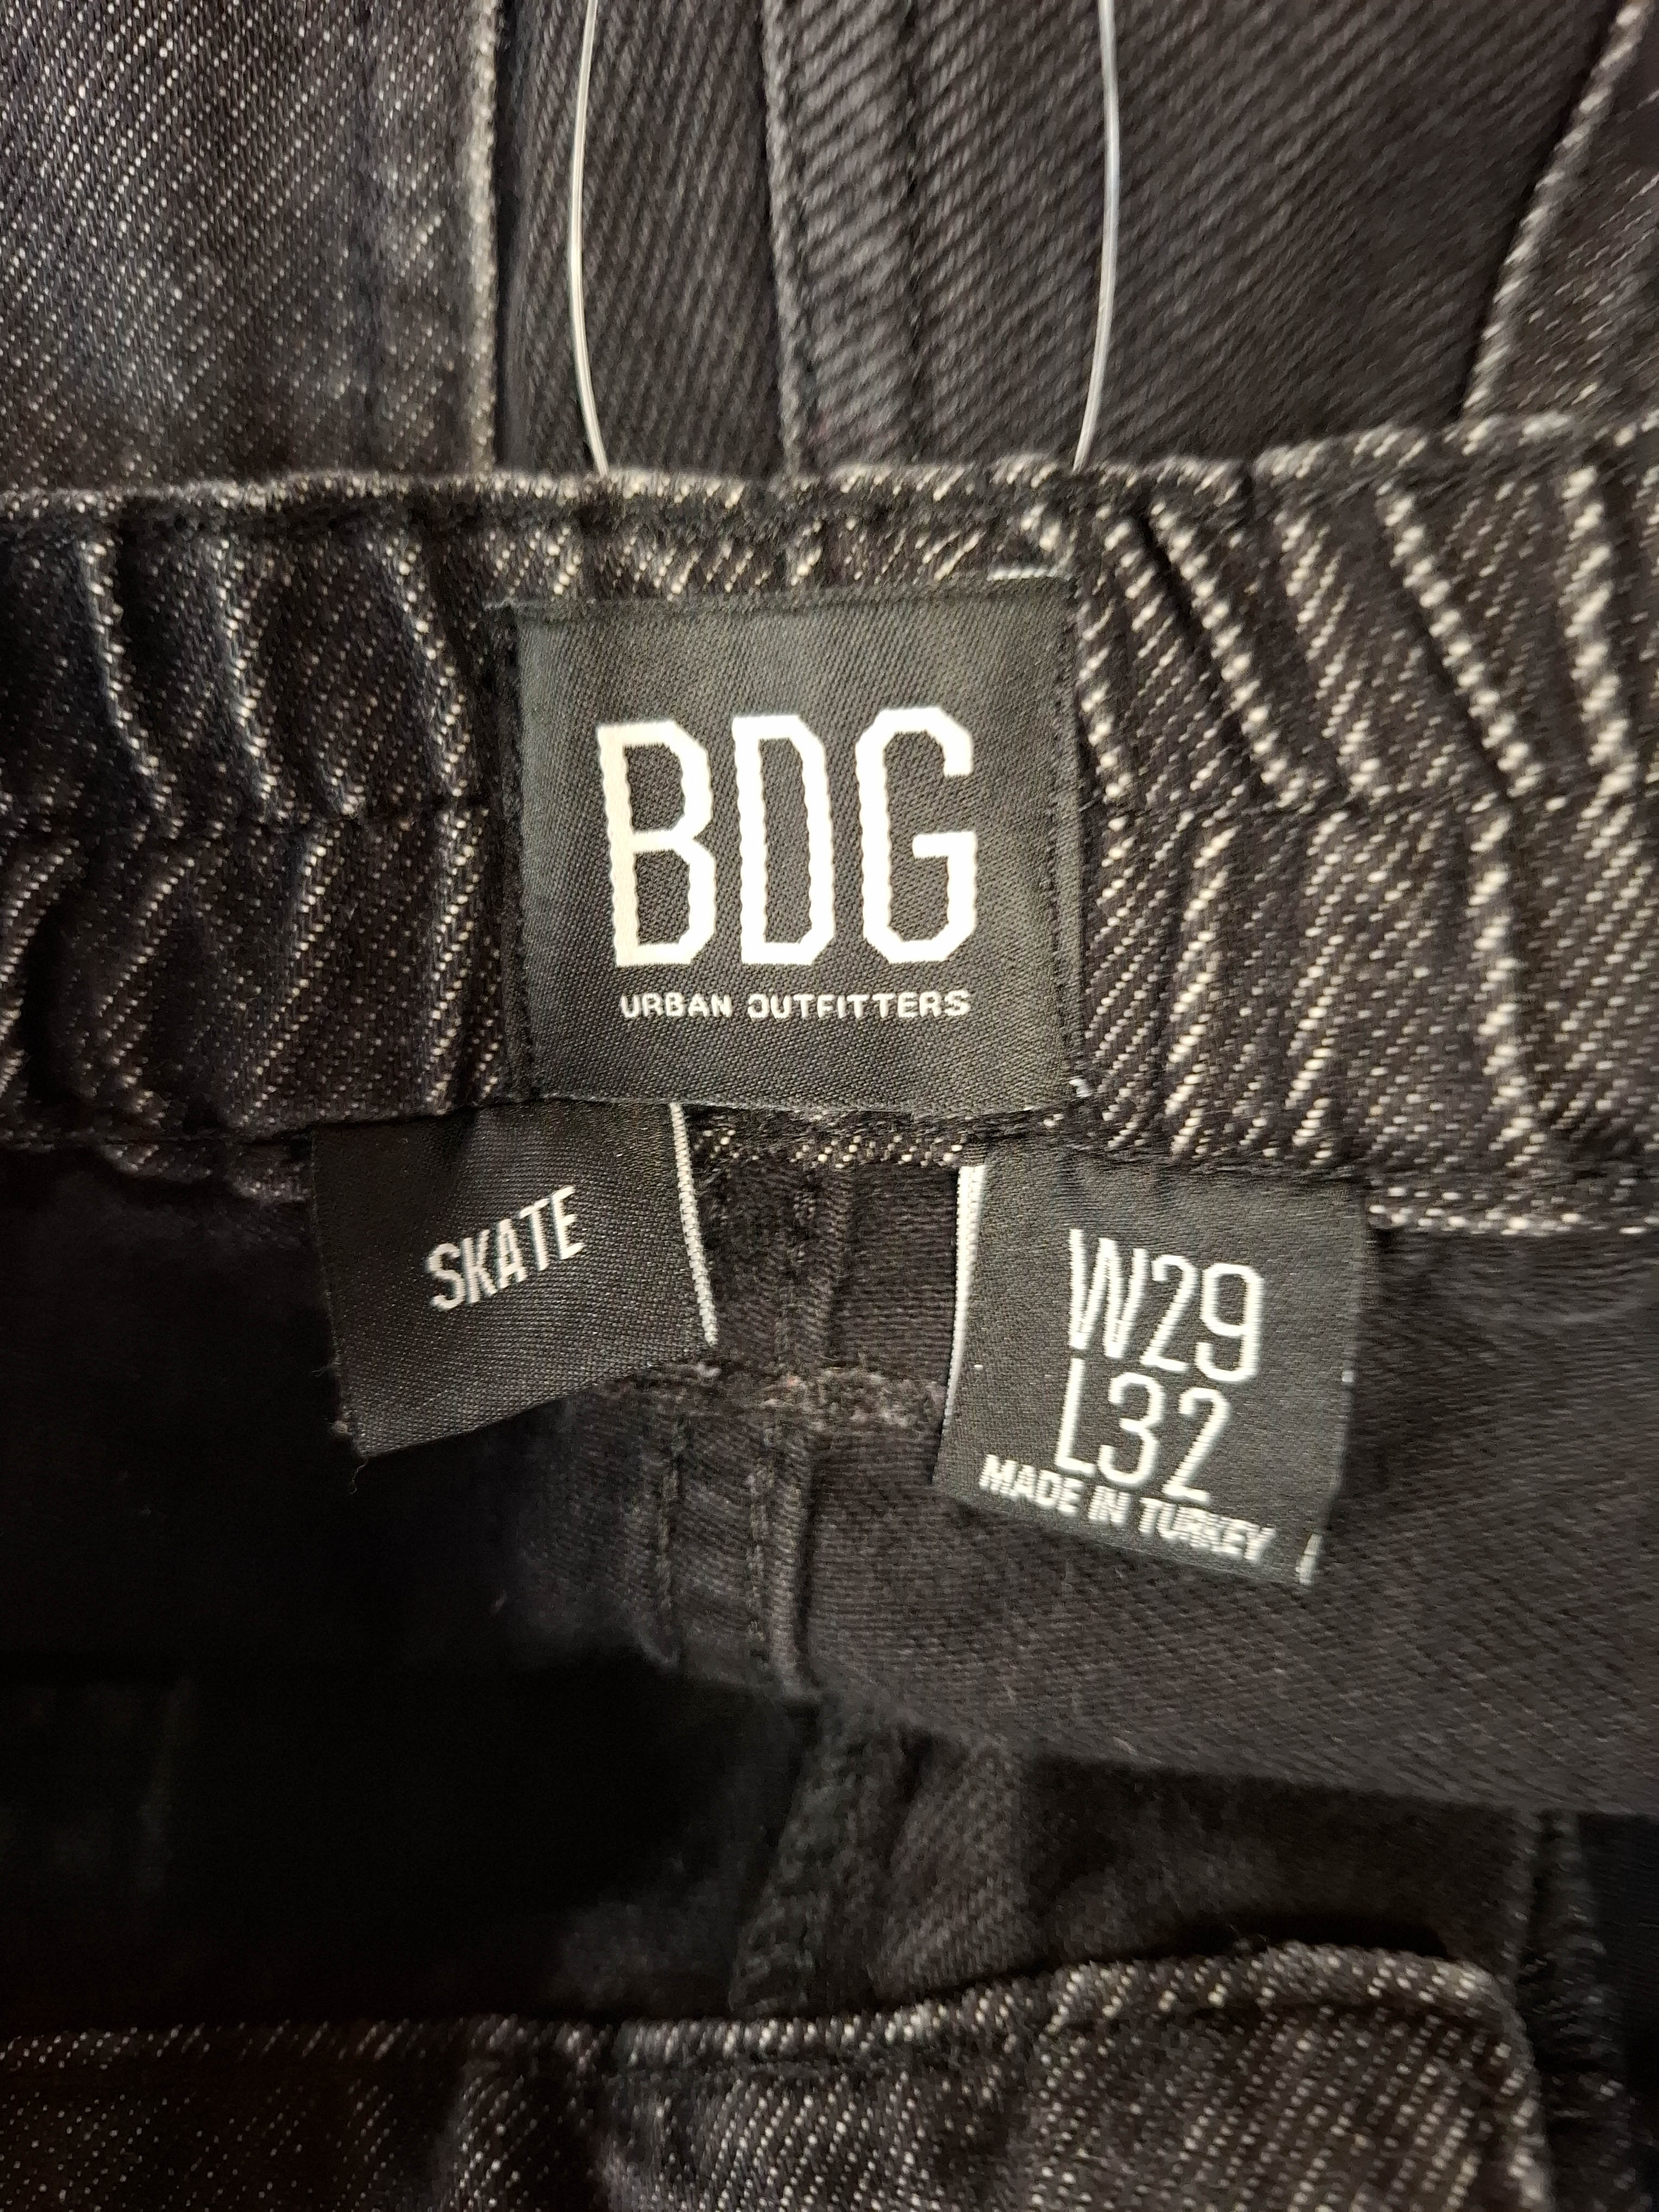 BDG
URBAN OUTFITTERS
SKATE
W29
L32
MADE IN TURKEY